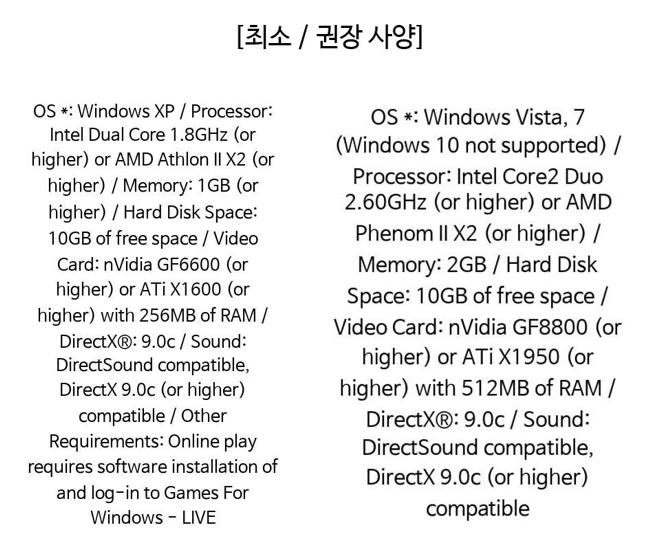 [최소 / 권장 사양]
OS *: Windows XP / Processor:
Intel Dual Core 1.8GHz (or
higher) or AMD Athlon II X2 (or
higher) / Memory: 1GB (or
higher) / Hard Disk Space:
10GB of free space / Video
Card: nVidia GF6600 (or
higher) or ATi X1600 (or
higher) with 256MB of RAM /
DirectX®: 9.0c / Sound:
DirectSound compatible,
DirectX 9.0c (or higher)
compatible / Other
Requirements: Online play
requires software installation of
and log-in to Games For
Windows - LIVE
OS *: Windows Vista, 7
(Windows 10 not supported) /
Processor: Intel Core2 Duo
2.60GHz (or higher) or AMD
Phenom II X2 (or higher) /
Memory: 2GB / Hard Disk
Space: 10GB of free space /
Video Card: nVidia GF8800 (or
higher) or ATi X1950 (or
higher) with 512MB of RAM /
DirectX®: 9.0c / Sound:
DirectSound compatible,
DirectX 9.0c (or higher)
compatible